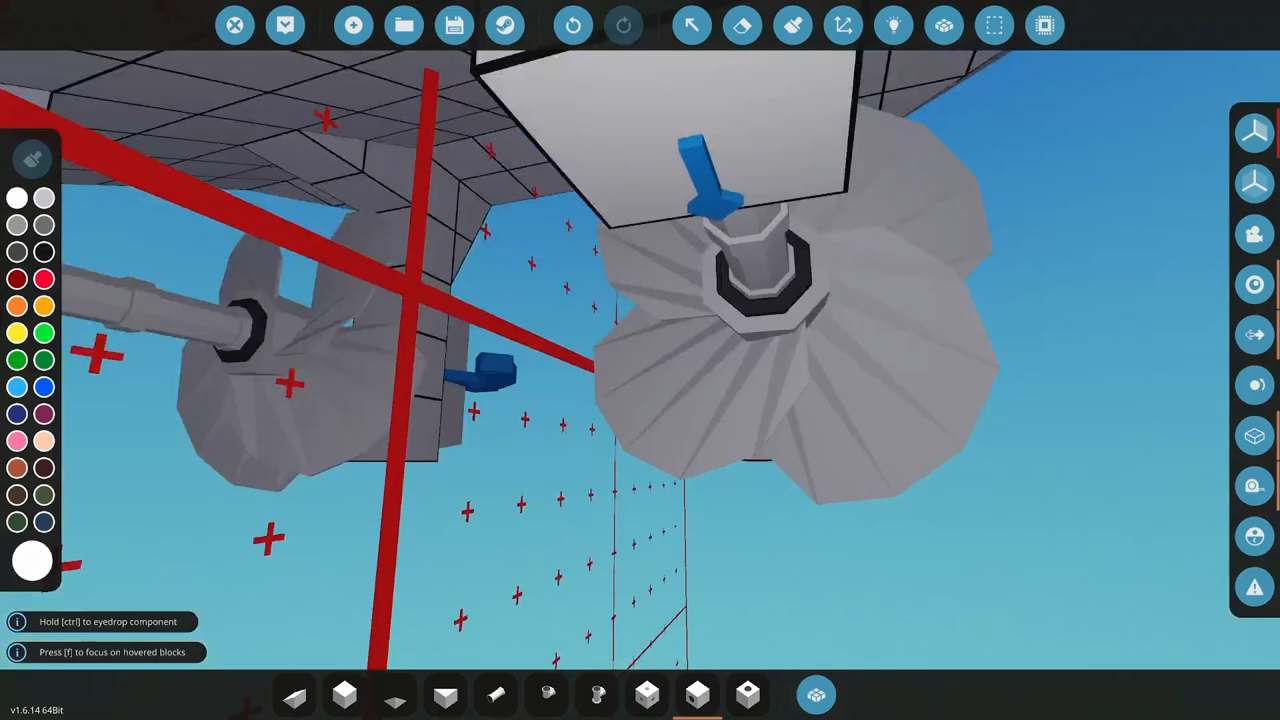 Hold [ctrl] to eyedrop component
Press [f] to focus on hovered blocks
v1.6.14 64Bit